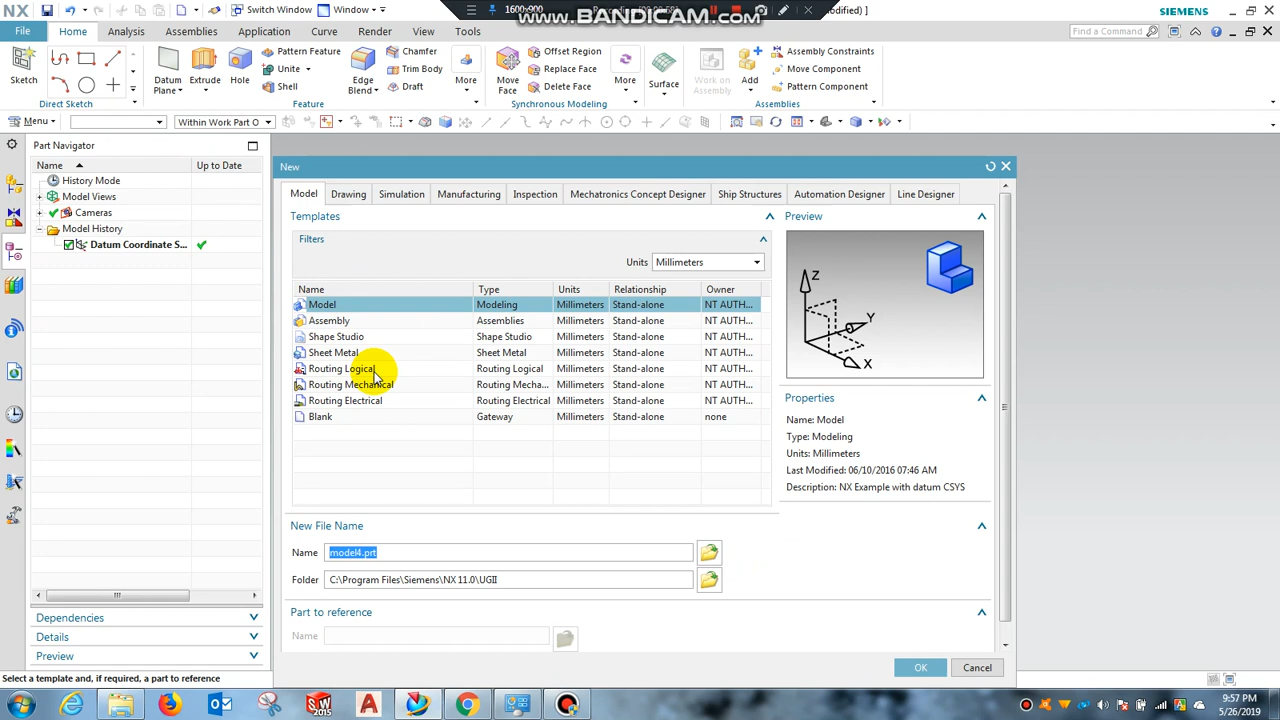 NX Switch Window Window 1600x900 www.BANDICAM.com odified) ] SIEMENS
File Home Analysis Assemblies Application Curve Render View Tools Find a Command
Sketch Datum Plane Extrude Hole Pattern Feature Unite Shell Edge Blend Chamfer Trim Body Draft More Move Face Offset Region Replace Face Delete Face More Surface Work on Assembly Add Assembly Constraints Move Component Pattern Component
Direct Sketch Feature Synchronous Modeling Assemblies
Menu Within Work Part O
Part Navigator
Name Up to Date
History Mode
Model Views
Cameras
Model History
Datum Coordinate S...
Dependencies
Details
Preview
New
Model Drawing Simulation Manufacturing Inspection Mechatronics Concept Designer Ship Structures Automation Designer Line Designer
Templates
Filters
Units Millimeters
Name Type Units Relationship Owner
Model Modeling Millimeters Stand-alone NT AUTH...
Assembly Assemblies Millimeters Stand-alone NT AUTH...
Shape Studio Shape Studio Millimeters Stand-alone NT AUTH...
Sheet Metal Sheet Metal Millimeters Stand-alone NT AUTH...
Routing Logical Routing Logical Millimeters Stand-alone NT AUTH...
Routing Mechanical Routing Mecha... Millimeters Stand-alone NT AUTH...
Routing Electrical Routing Electrical Millimeters Stand-alone NT AUTH...
Blank Gateway Millimeters Stand-alone none
Preview
Z
Y
X
Properties
Name: Model
Type: Modeling
Units: Millimeters
Last Modified: 06/10/2016 07:46 AM
Description: NX Example with datum CSYS
New File Name
Name model4.prt
Folder C:\Program Files\Siemens\NX 11.0\UGII
Part to reference
Name
OK Cancel
Select a template and, if required, a part to reference
SW 2015
9:57 PM
5/26/2019